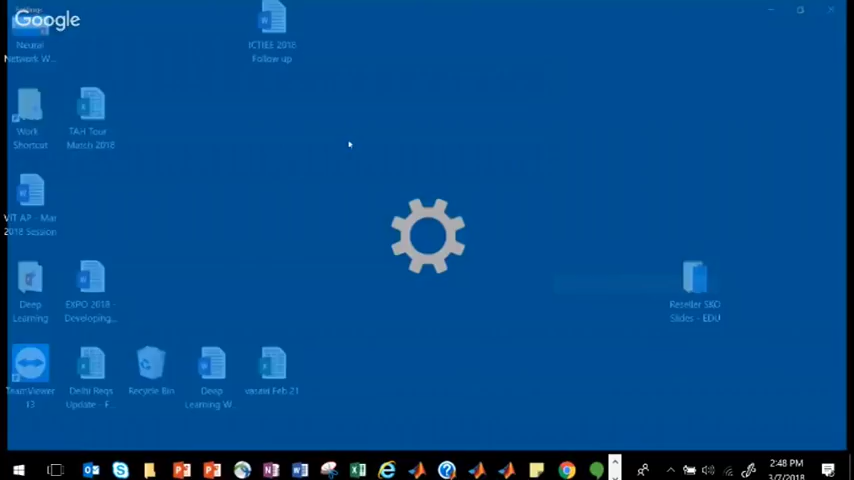 Google
Neural
Network W...
ICTIEE 2018
Follow up
Work
Shortcut
TAH Tour
March 2018
VIT AP - Mar
2018 Session
Deep
Learning
EXPO 2018 -
Developing...
Reseller SKO
Slides - EDU
TeamViewer
13
Delhi Reqs
Update - F...
Recycle Bin
Deep
Learning W...
Feb 21
2:48 PM
3/7/2018